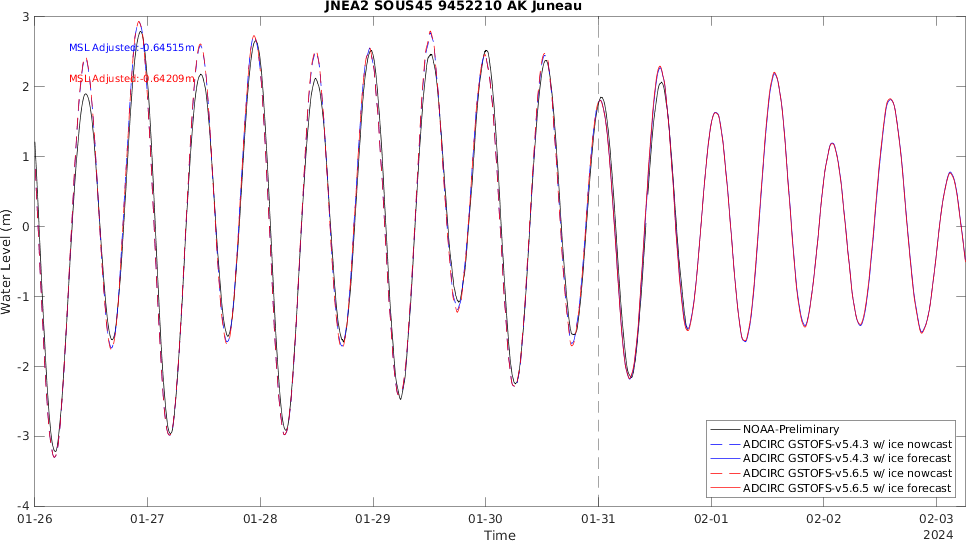 JNEA2 SOUS45 9452210 AK Juneau
3
MSL Adjusted:-0.64515m
MSL Adjusted:-0.64209m
2
1
0
-1
-2
-3
-4
Water Level (m)
NOAA-Preliminary
ADCIRC GSTOFS-v5.4.3 w/ ice nowcast
ADCIRC GSTOFS-v5.4.3 w/ ice forecast
ADCIRC GSTOFS-v5.6.5 w/ ice nowcast
ADCIRC GSTOFS-v5.6.5 w/ ice forecast
01-26 01-27 01-28 01-29 01-30 01-31 02-01 02-02 02-03
Time 2024